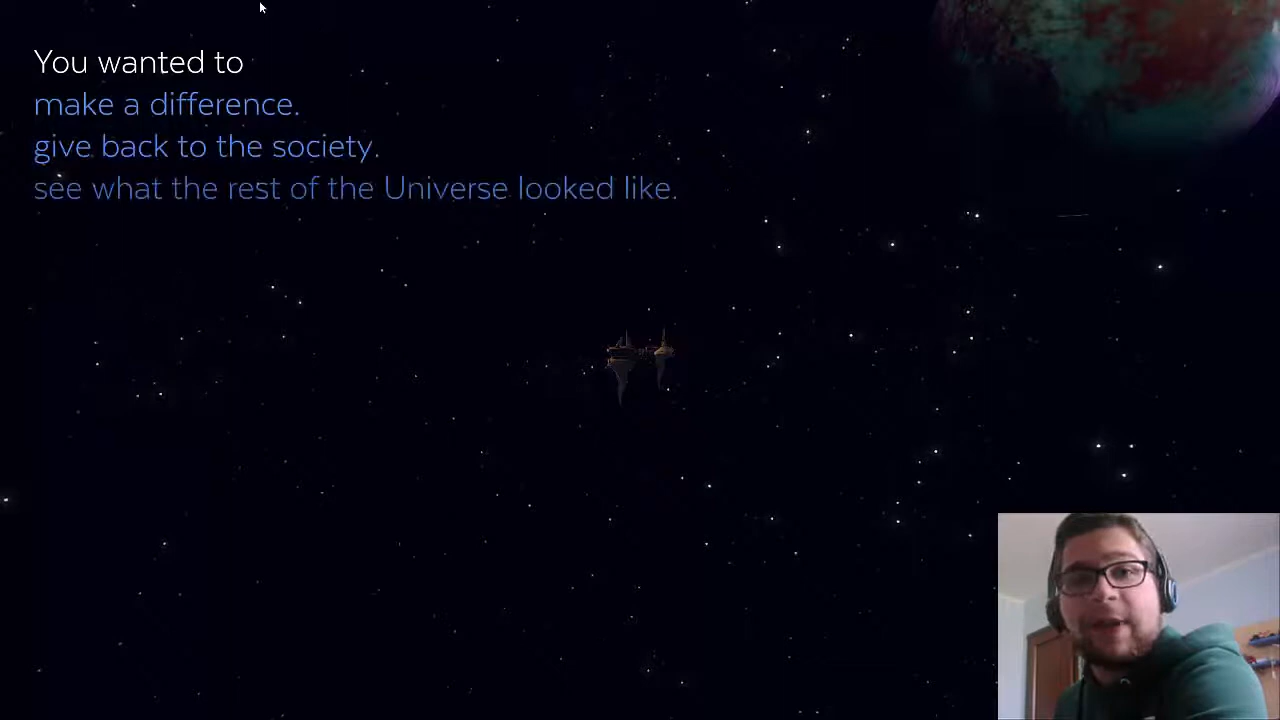 You wanted to
make a difference.
give back to the society.
see what the rest of the Universe looked like.